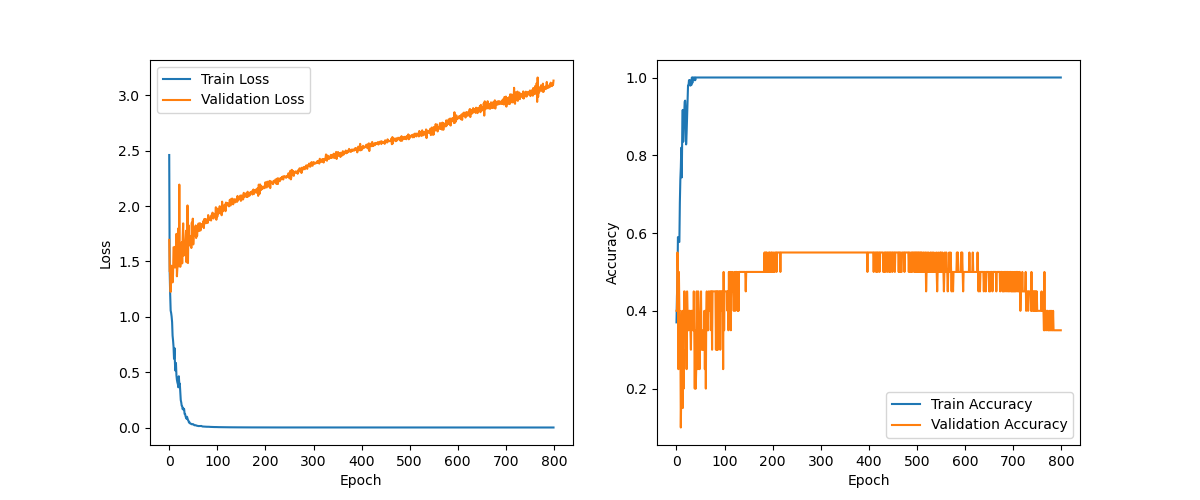 Train Loss
Validation Loss
3.0
2.5
2.0
1.5
1.0
0.5
0.0
Loss
0 100 200 300 400 500 600 700 800
Epoch
1.0
0.8
0.6
0.4
0.2
Accuracy
Train Accuracy
Validation Accuracy
0 100 200 300 400 500 600 700 800
Epoch